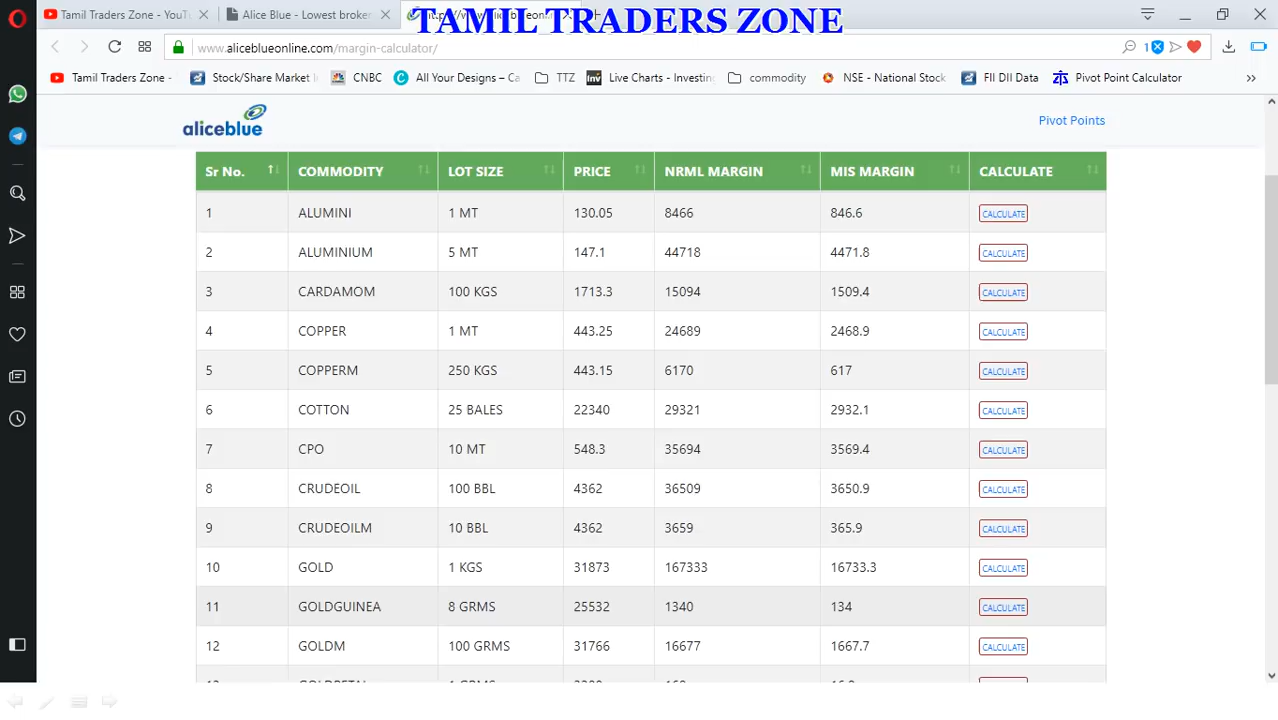 TAMIL TRADERS ZONE
Tamil Traders Zone - YouTu
Alice Blue - Lowest broker
www.aliceblueonline.com/margin-calculator/
1
Tamil Traders Zone -
Stock/Share Market I
CNBC
All Your Designs – Ca
TTZ
Inv
Live Charts - Investing
commodity
NSE - National Stock
FII DII Data
Pivot Point Calculator
»
aliceblue
Pivot Points
Sr No. COMMODITY LOT SIZE PRICE NRML MARGIN MIS MARGIN CALCULATE
1 ALUMINI 1 MT 130.05 8466 846.6 CALCULATE
2 ALUMINIUM 5 MT 147.1 44718 4471.8 CALCULATE
3 CARDAMOM 100 KGS 1713.3 15094 1509.4 CALCULATE
4 COPPER 1 MT 443.25 24689 2468.9 CALCULATE
5 COPPERM 250 KGS 443.15 6170 617 CALCULATE
6 COTTON 25 BALES 22340 29321 2932.1 CALCULATE
7 CPO 10 MT 548.3 35694 3569.4 CALCULATE
8 CRUDEOIL 100 BBL 4362 36509 3650.9 CALCULATE
9 CRUDEOILM 10 BBL 4362 3659 365.9 CALCULATE
10 GOLD 1 KGS 31873 167333 16733.3 CALCULATE
11 GOLDGUINEA 8 GRMS 25532 1340 134 CALCULATE
12 GOLDM 100 GRMS 31766 16677 1667.7 CALCULATE